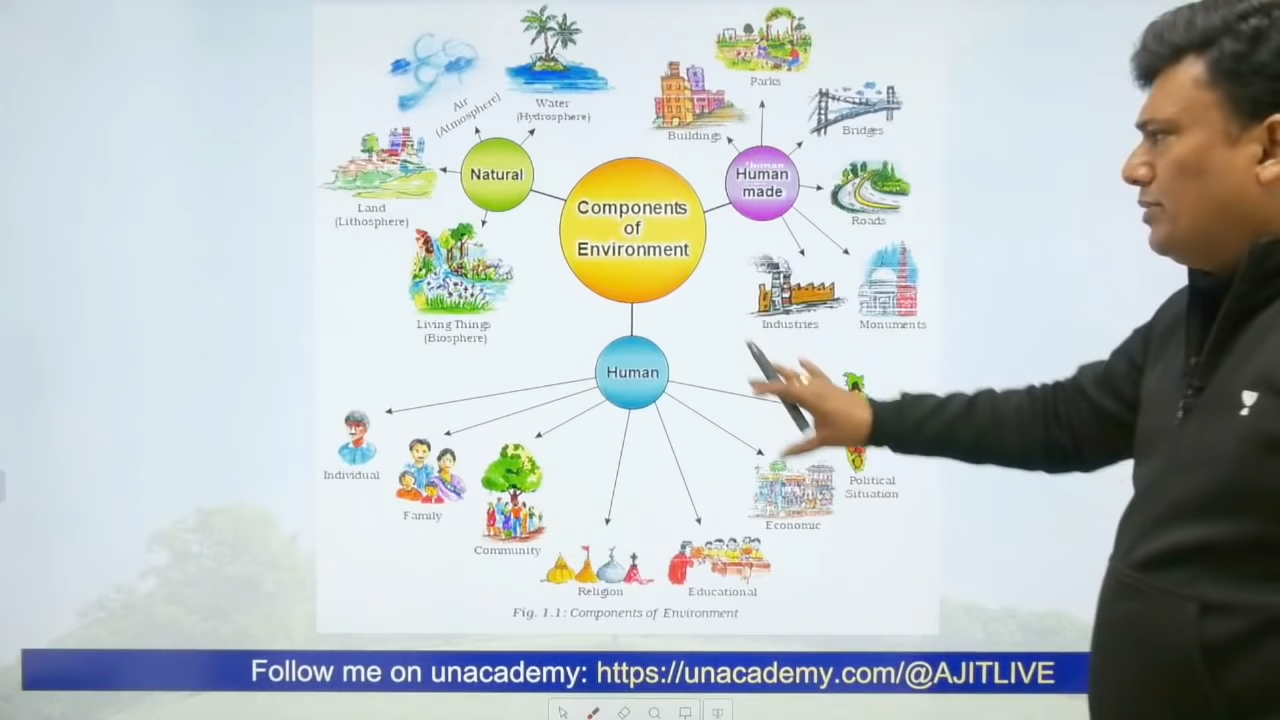 Air
(Atmosphere)
Water
(Hydrosphere)
Land
(Lithosphere)
Natural
Living Things
(Biosphere)
Components
of
Environment
Parks
Buildings
Bridges
Human
made
Roads
Industries
Monuments
Human
Individual
Family
Community
Religion
Educational
Economic
Political
Situation
Fig. 1.1: Components of Environment
Follow me on unacademy: https://unacademy.com/@AJITLIVE